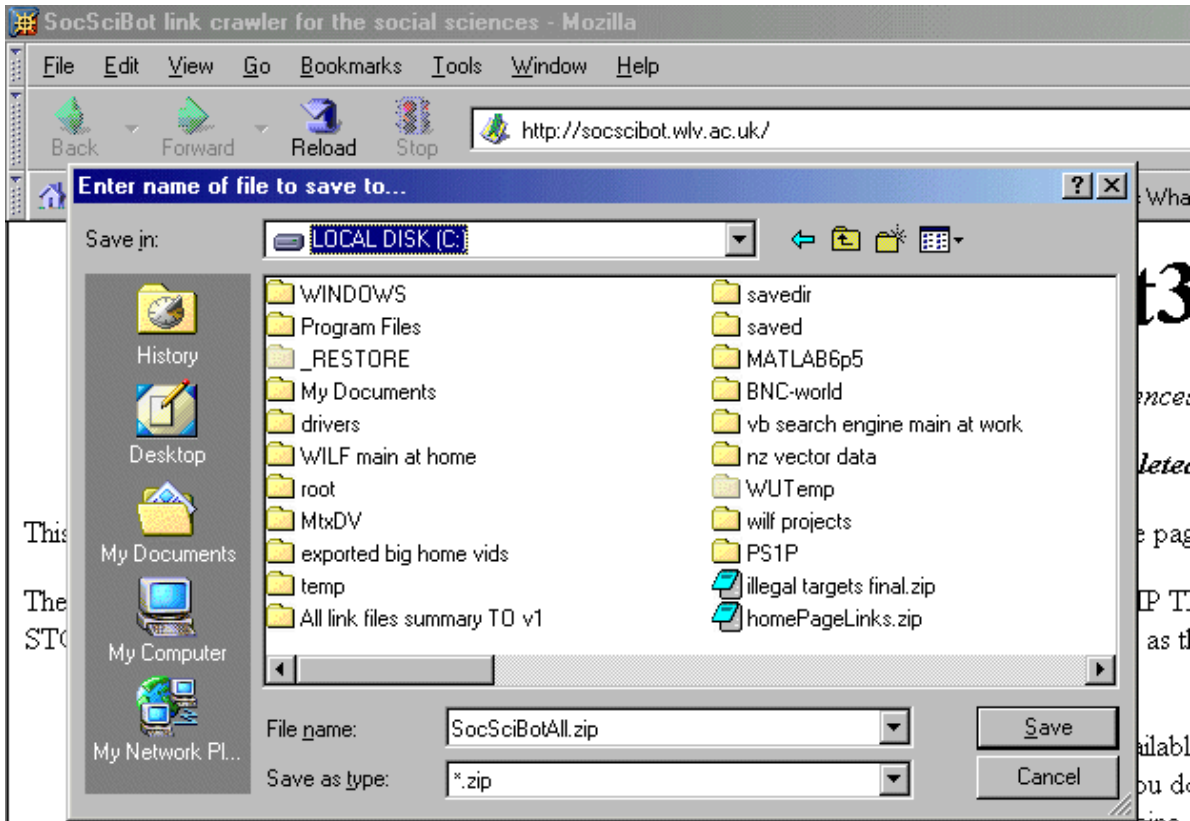 SocSciBot link crawler for the social sciences - Mozilla
File Edit View Go Bookmarks Tools Window Help
Back Forward Reload Stop http://socscibot.wlv.ac.uk/
Enter name of file to save to...
Save in: LOCAL DISK (C:)
WINDOWS
Program Files
_RESTORE
My Documents
drivers
WILF main at home
root
MtxDV
exported big home vids
temp
All link files summary TO v1
savedir
saved
MATLAB6p5
BNC-world
vb search engine main at work
nz vector data
WUTemp
wilf projects
PS1P
illegal targets final.zip
homePageLinks.zip
History
Desktop
My Documents
My Computer
My Network Pl...
File name: SocSciBotAll.zip Save
Save as type: *.zip Cancel
t3
This
The
as